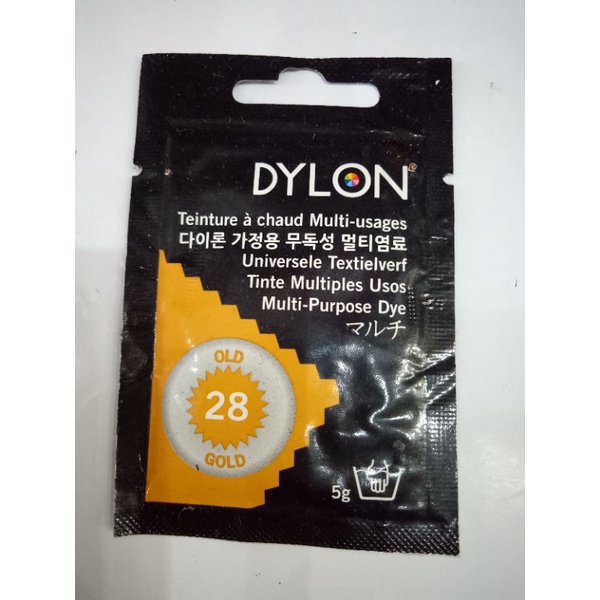 DYLON®
Teinture à chaud Multi-usages
다이론 가정용 무독성 멀티염료
Universele Textielverf
Tinte Multiples Usos
Multi-Purpose Dye
マルチ
OLD
28
GOLD
5g